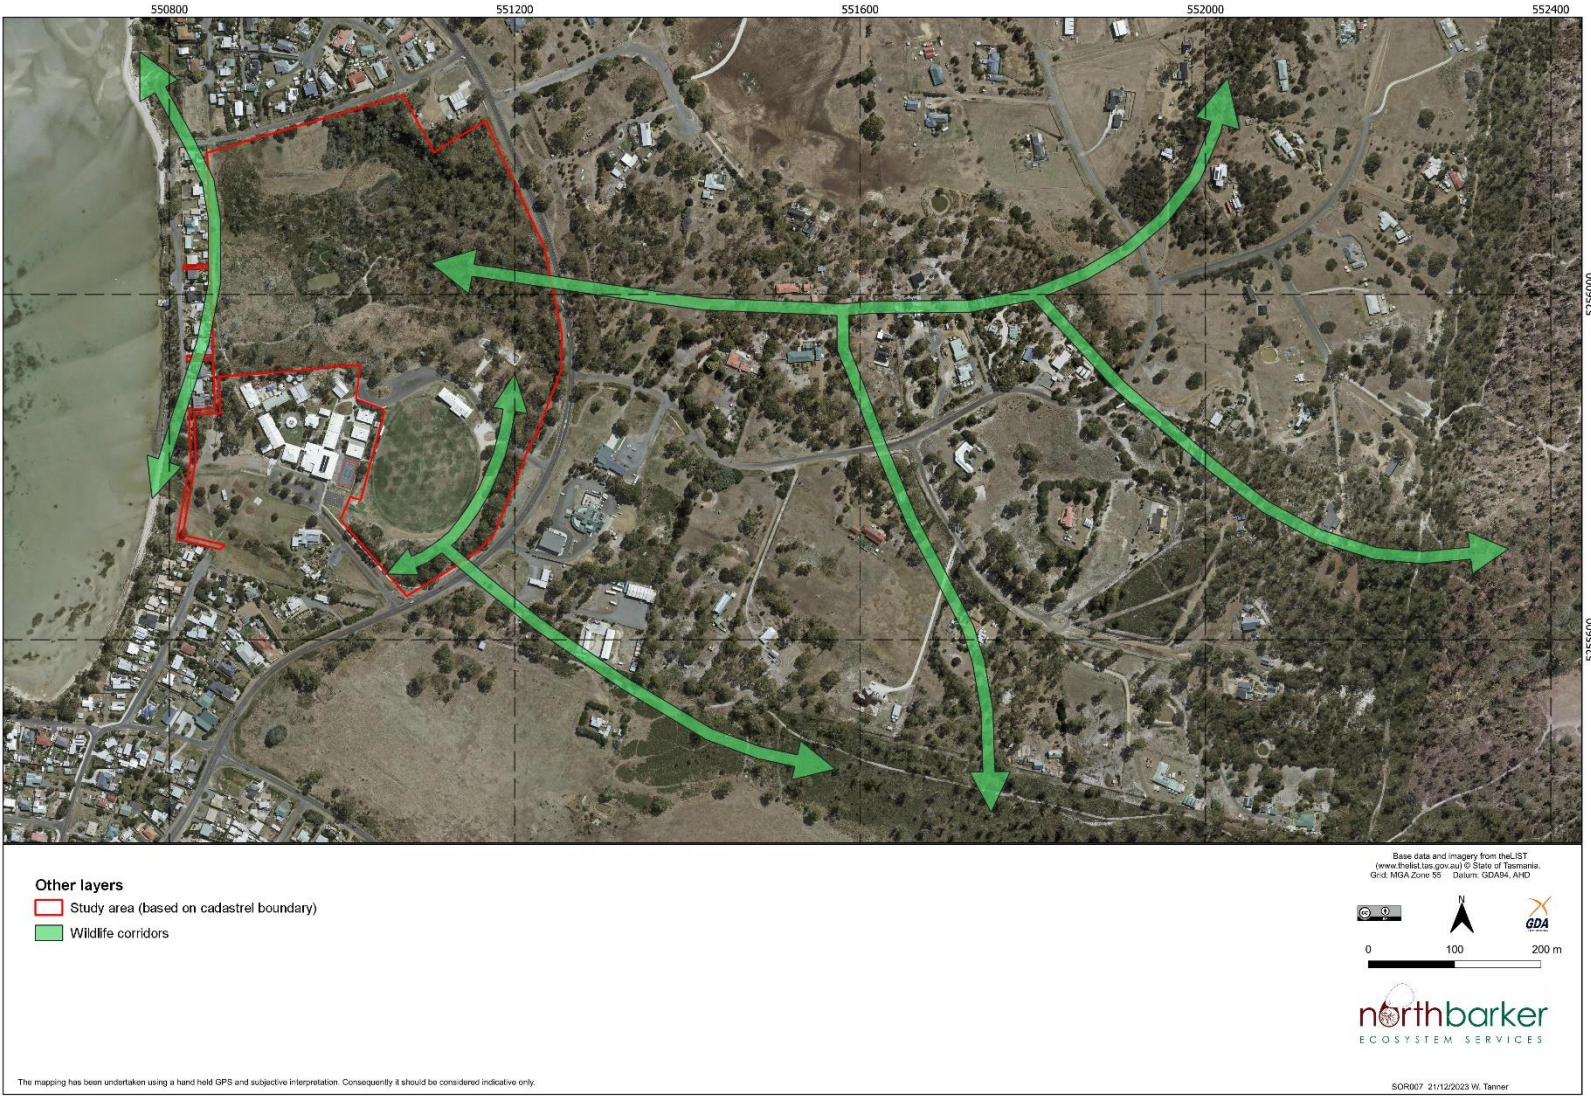 550800 551200 551600 552000 552400
5256000
5255600
Other layers
Study area (based on cadastrel boundary)
Wildlife corridors
Base data and imagery from theLIST
(www.thelist.tas.gov.au) © State of Tasmania.
Grid: MGA Zone 55 Datum: GDA94, AHD
N
cc
GDA
0 100 200 m
northbarker
ECOSYSTEM SERVICES
The mapping has been undertaken using a hand held GPS and subjective interpretation. Consequently it should be considered indicative only.
SOR007 21/12/2023 W. Tanner